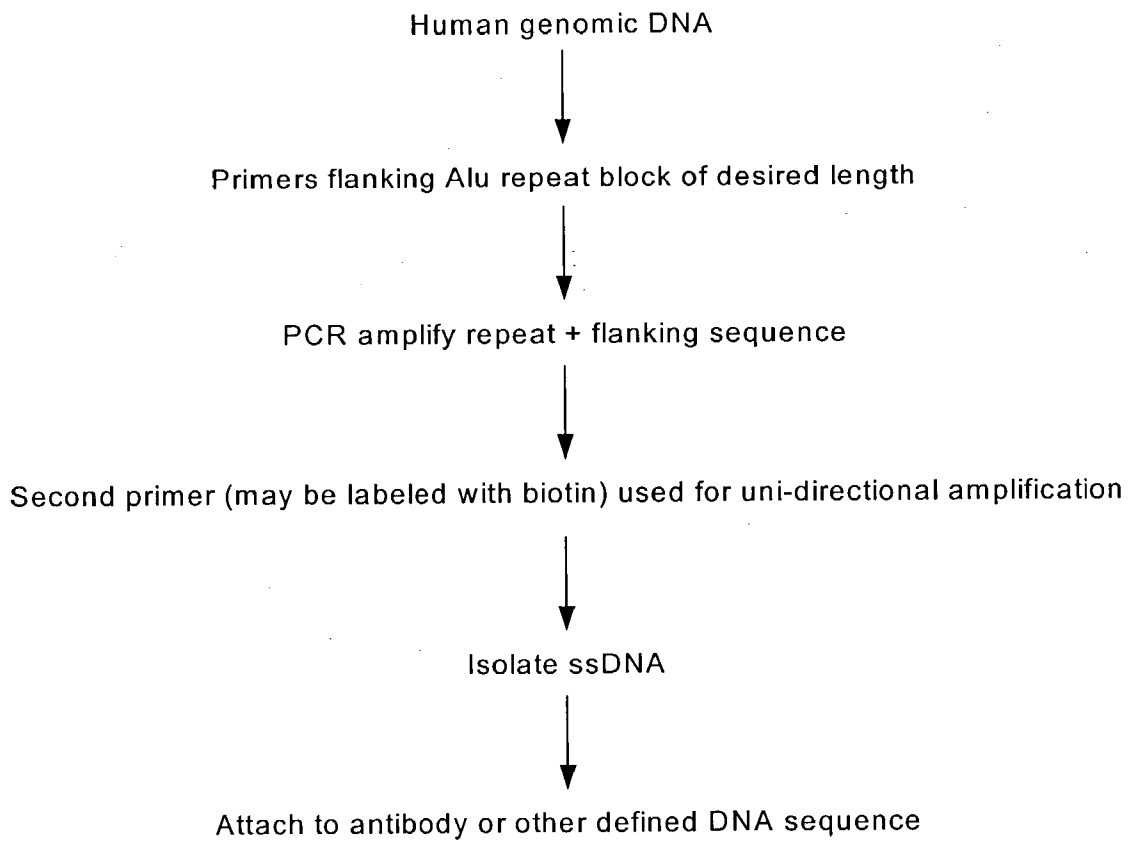 Human genomic DNA
Primers flanking Alu repeat block of desired length
PCR amplify repeat + flanking sequence
Second primer (may be labeled with biotin) used for uni-directional amplification
Isolate ssDNA
Attach to antibody or other defined DNA sequence